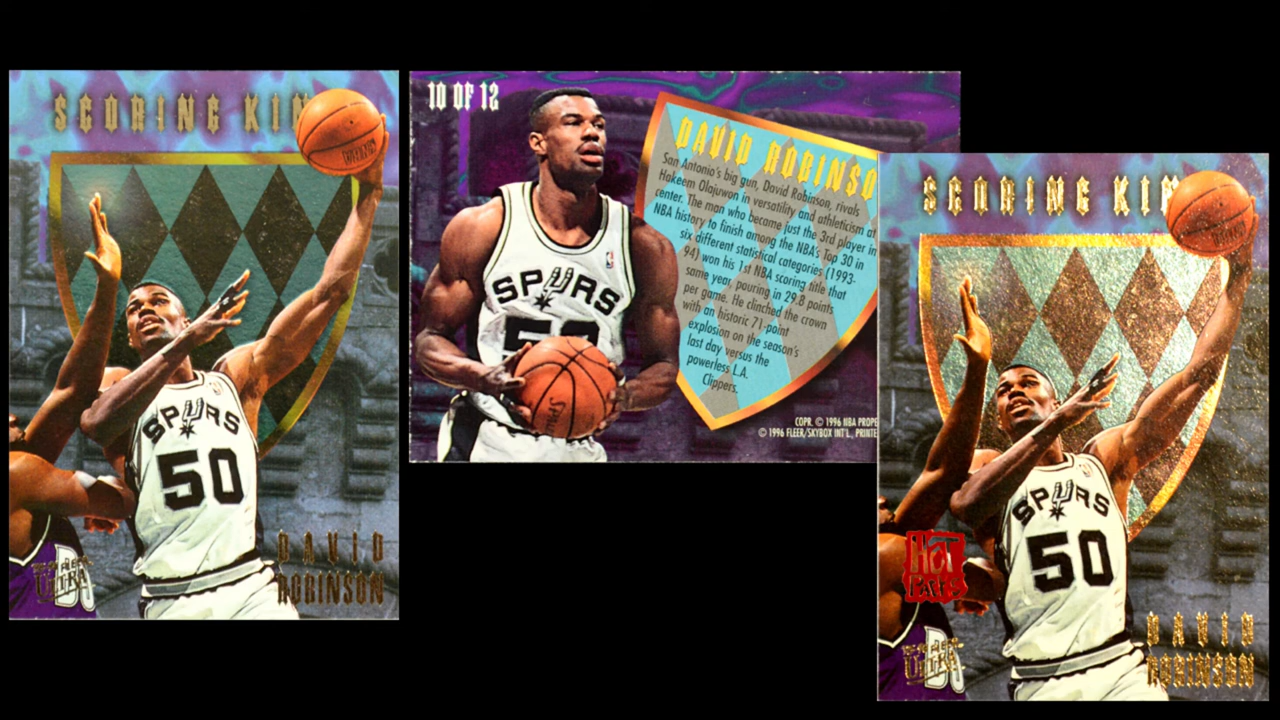 SCORING KIN
SPURS
50
ULTRA
DAVID
ROBINSON
10 OF 12
DAVID ROBINSO
San Antonio's big gun, David Robinson, rivals
Hakeem Olajuwon in versatility and athleticism at
center. The man who became just the 3rd player in
NBA history to finish among the NBA's Top 30 in
six different statistical categories (1993-
94) won his 1st NBA scoring title that
same year, pouring in 29.8 points
per game. He clinched the crown
with an historic 71-point
explosion on the season's
last day versus the
powerless L.A.
Clippers.
SPURS
50
COPR. © 1996 NBA PROPE
© 1996 FLEER/SKYBOX INT'L., PRINTE
SCORING KIN
SPURS
50
HOT
PACKS
ULTRA
DAVID
ROBINSON